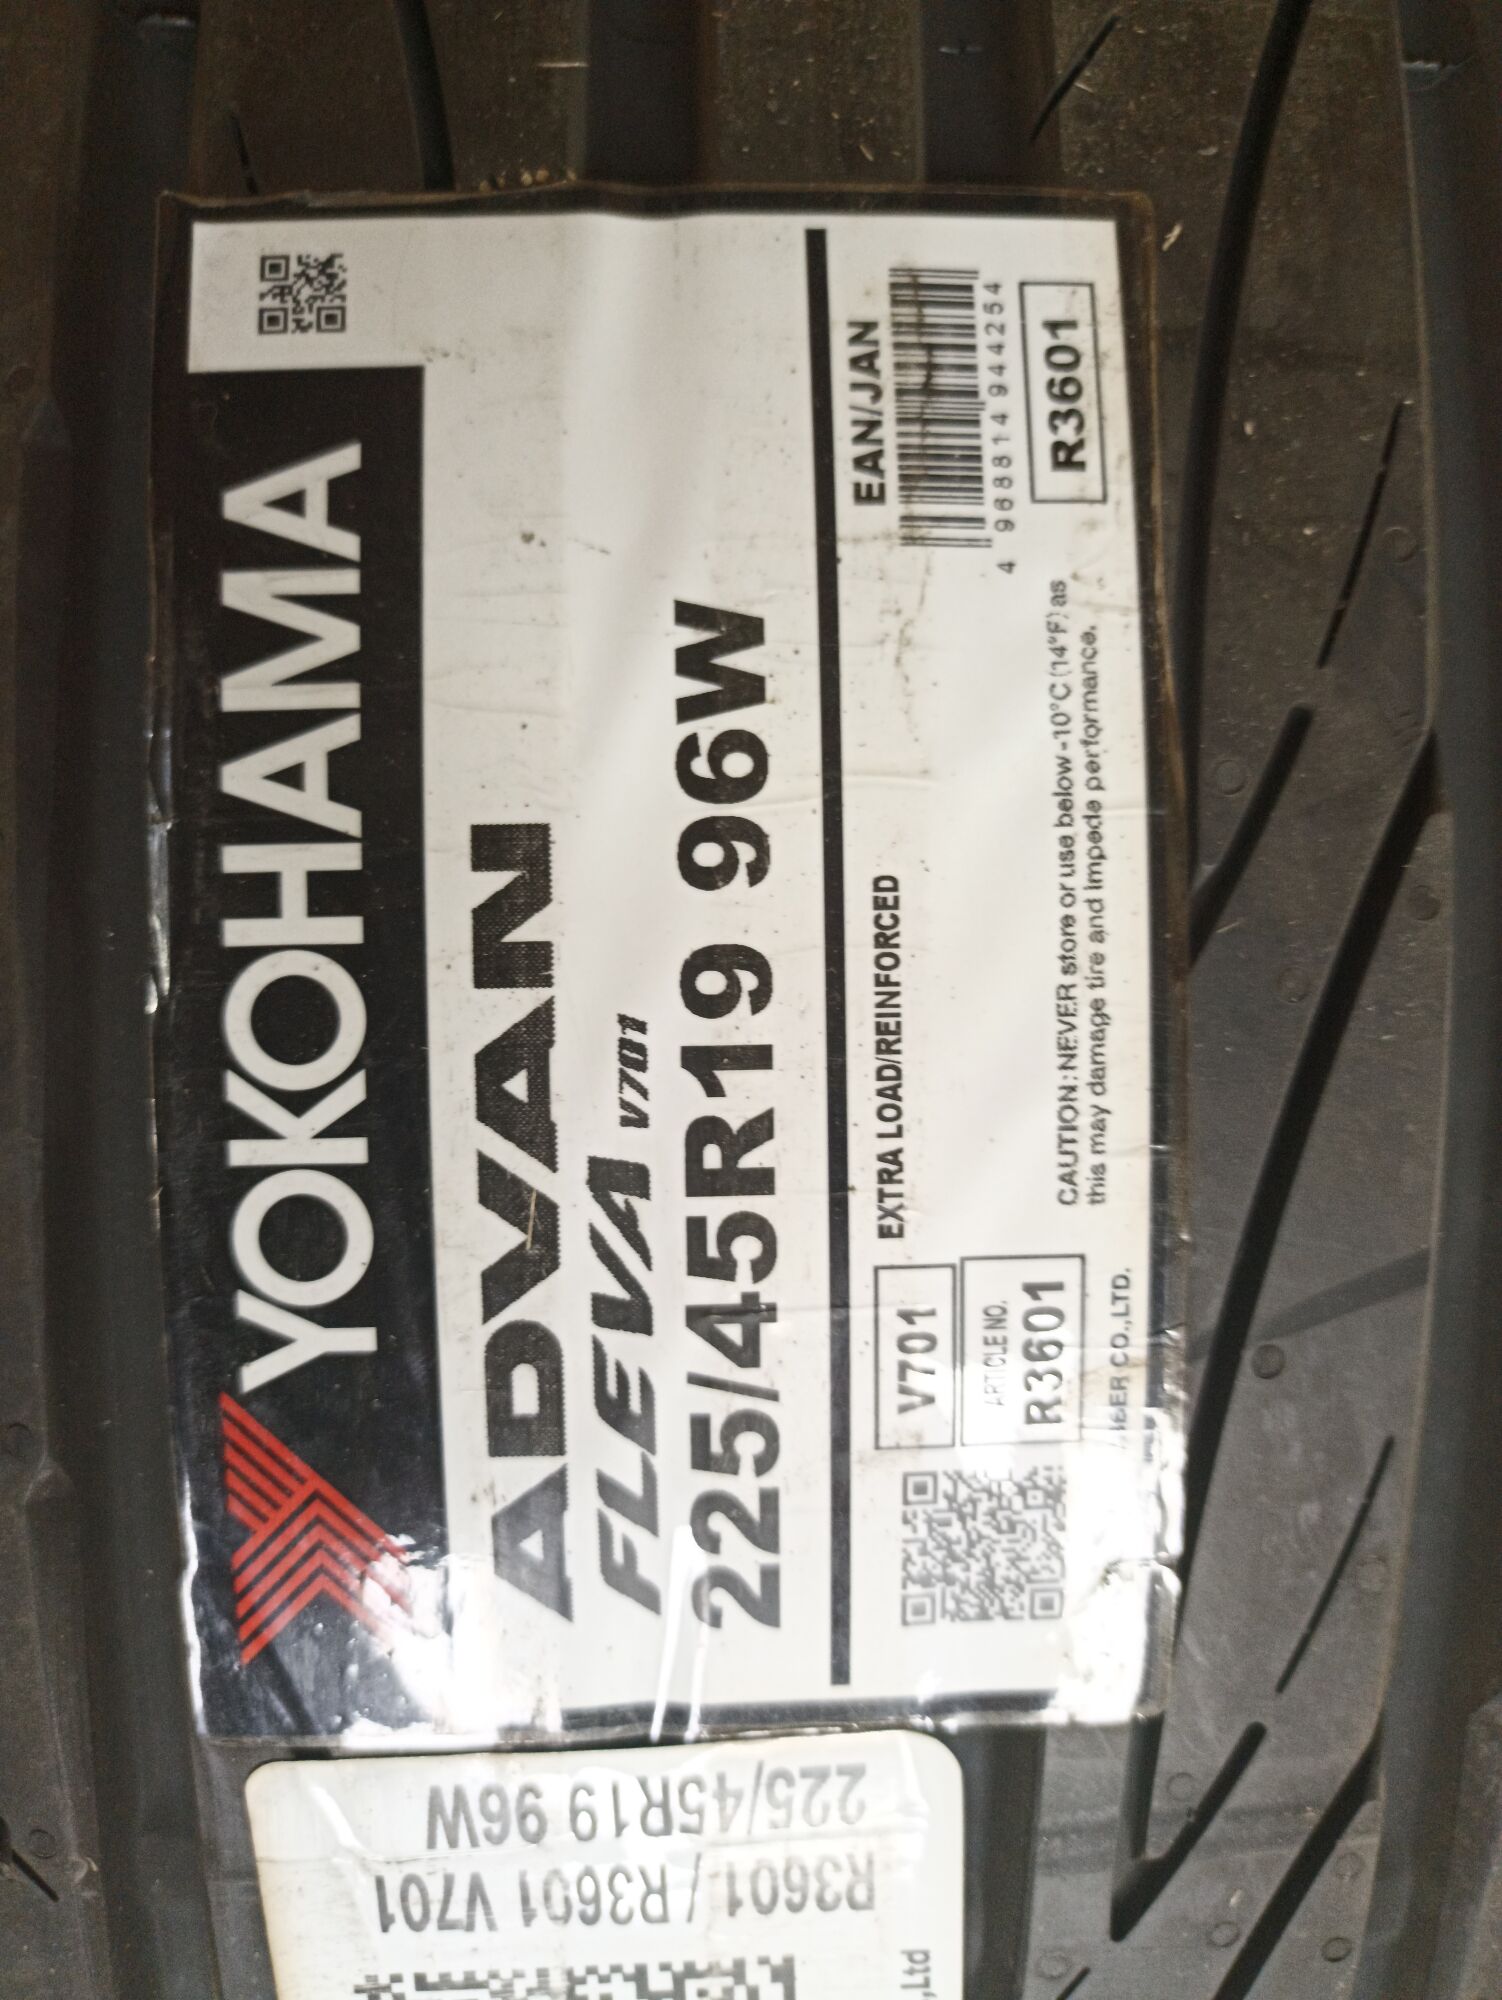 YOKOHAMA
ADVAN
FLEVA V701
225/45R19 96W
V701
EXTRA LOAD/REINFORCED
EAN/JAN
4 968814 944254
ARTICLE NO.
R3601
R3601
CAUTION:NEVER store or use below -10°C (14°F) as
this may damage tire and impede performance.
CO.,LTD.
225/45R19 96W
R3601 / R3601 V701
,Ltd